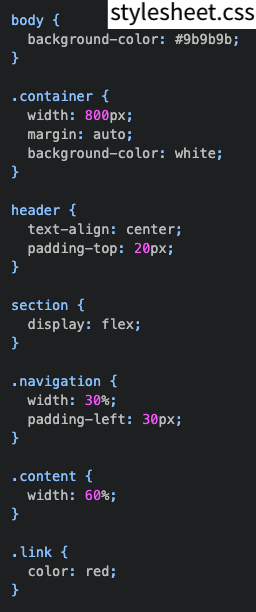 stylesheet.css
body {
  background-color: #9b9b9b;
}
.container {
  width: 800px;
  margin: auto;
  background-color: white;
}
header {
  text-align: center;
  padding-top: 20px;
}
section {
  display: flex;
}
.navigation {
  width: 30%;
  padding-left: 30px;
}
.content {
  width: 60%;
}
.link {
  color: red;
}